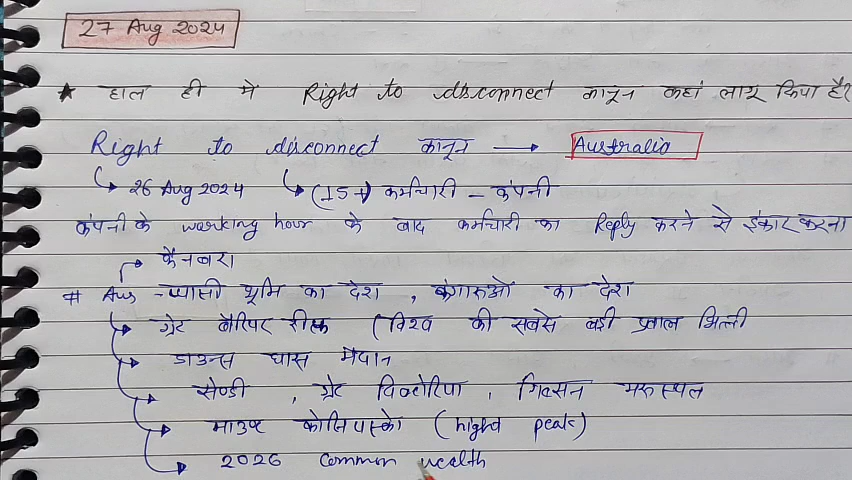 27 Aug 2024
★ हाल ही मे Right to disconnect कानून कहां लागू किया है?
Right to disconnect कानून → Australia
↳ 26 Aug 2024 ↳ (15+) कर्मचारी – कंपनी
कंपनी के working hour के बाद कर्मचारी का Reply करने से इंकार करना
↱ कैनबरा
# Aus – प्यासी भूमि का देश, कंगारुओं का देश
→ ग्रेट बैरियर रीफ (विश्व की सबसे बड़ी प्रवाल भित्ती
→ डाउन्स घास मैदान
→ सेण्डी, ग्रेट विक्टोरिया, गिब्सन मरुस्थल
→ माउण्ट कोजियस्को (hight peak)
→ 2026 Common wealth